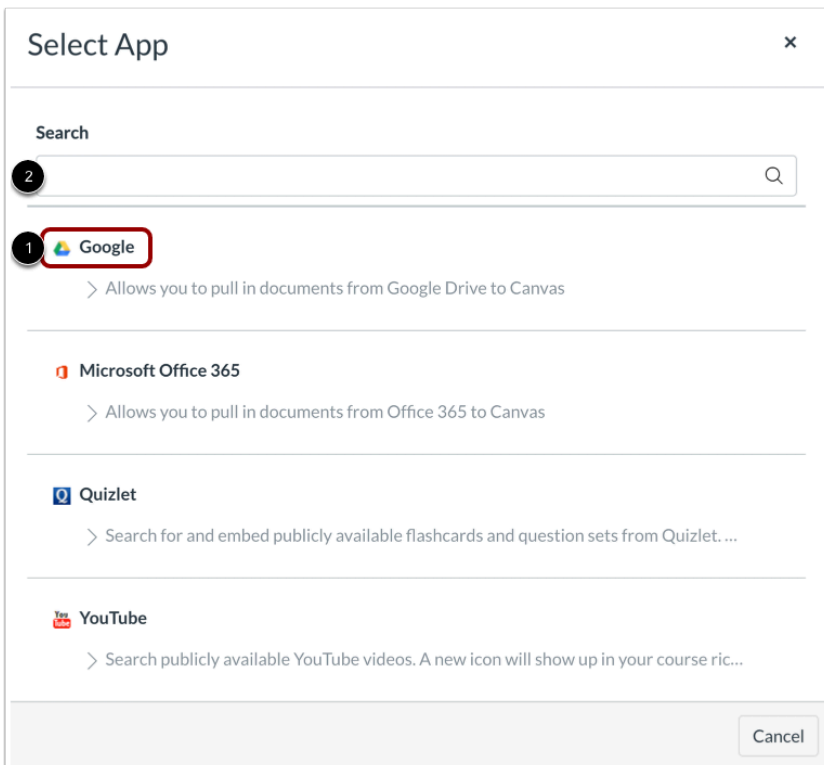 Select App
×
Search
2
1 Google
Allows you to pull in documents from Google Drive to Canvas
Microsoft Office 365
Allows you to pull in documents from Office 365 to Canvas
Q Quizlet
Search for and embed publicly available flashcards and question sets from Quizlet. ...
You
Tube
YouTube
Search publicly available YouTube videos. A new icon will show up in your course ric...
Cancel